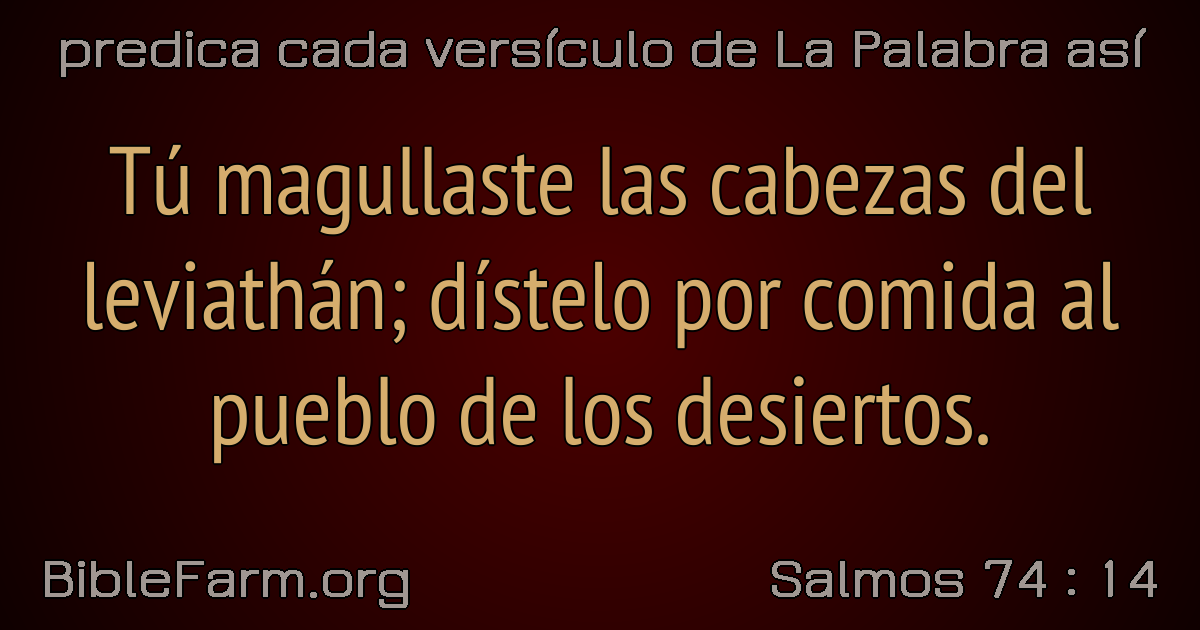 predica cada versículo de La Palabra así
Tú magullaste las cabezas del
leviathán; dístelo por comida al
pueblo de los desiertos.
BibleFarm.org
Salmos 74 : 14